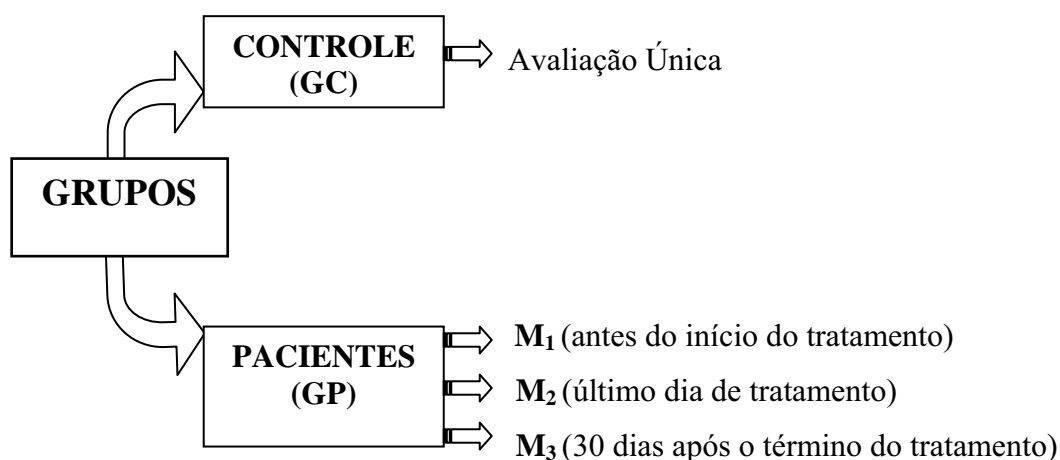 CONTROLE
(GC)
Avaliação Única
GRUPOS
PACIENTES
(GP)
M₁ (antes do início do tratamento)
M₂ (último dia de tratamento)
M₃ (30 dias após o término do tratamento)